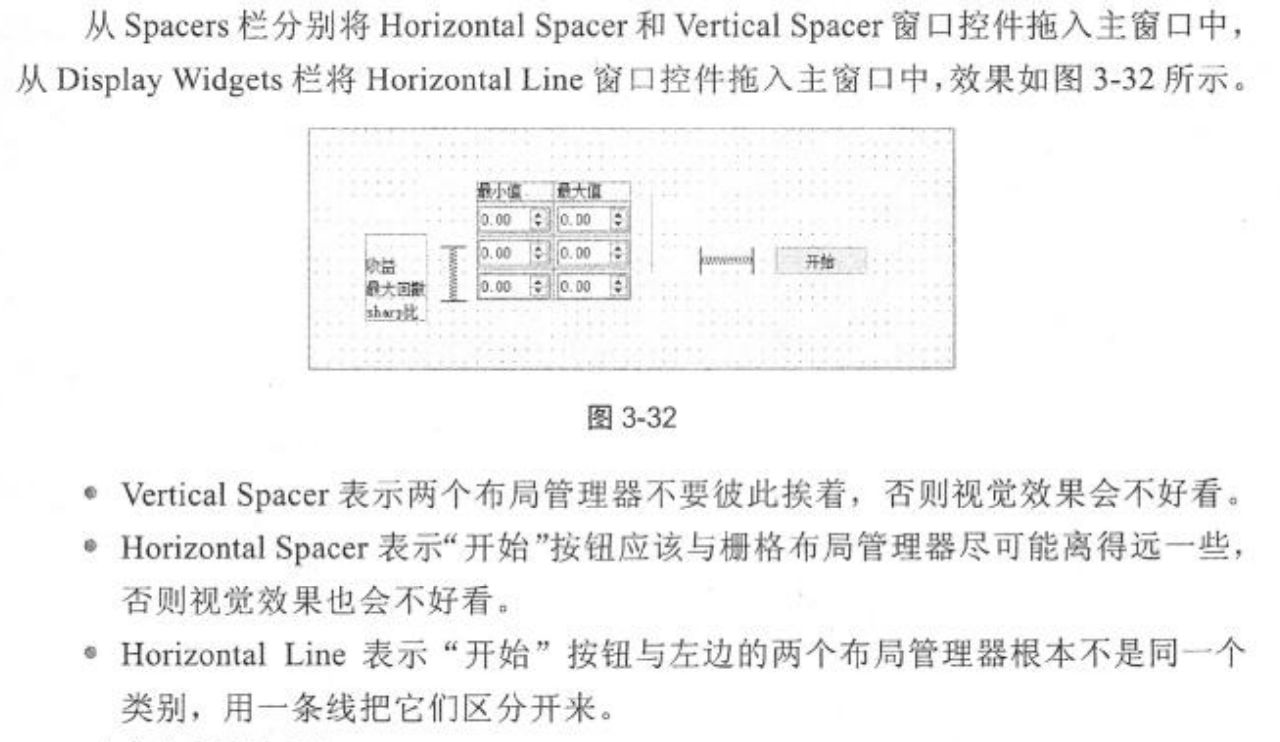 从 Spacers 栏分别将 Horizontal Spacer 和 Vertical Spacer 窗口控件拖入主窗口中，
从 Display Widgets 栏将 Horizontal Line 窗口控件拖入主窗口中，效果如图 3-32 所示。
最小值 最大值
0.00 0.00
收益 0.00 0.00 开始
最大回撤 0.00 0.00
sharp比
图 3-32
• Vertical Spacer 表示两个布局管理器不要彼此挨着，否则视觉效果会不好看。
• Horizontal Spacer 表示“开始”按钮应该与栅格布局管理器尽可能离得远一些，
否则视觉效果也会不好看。
• Horizontal Line 表示“开始”按钮与左边的两个布局管理器根本不是同一个
类别，用一条线把它们区分开来。